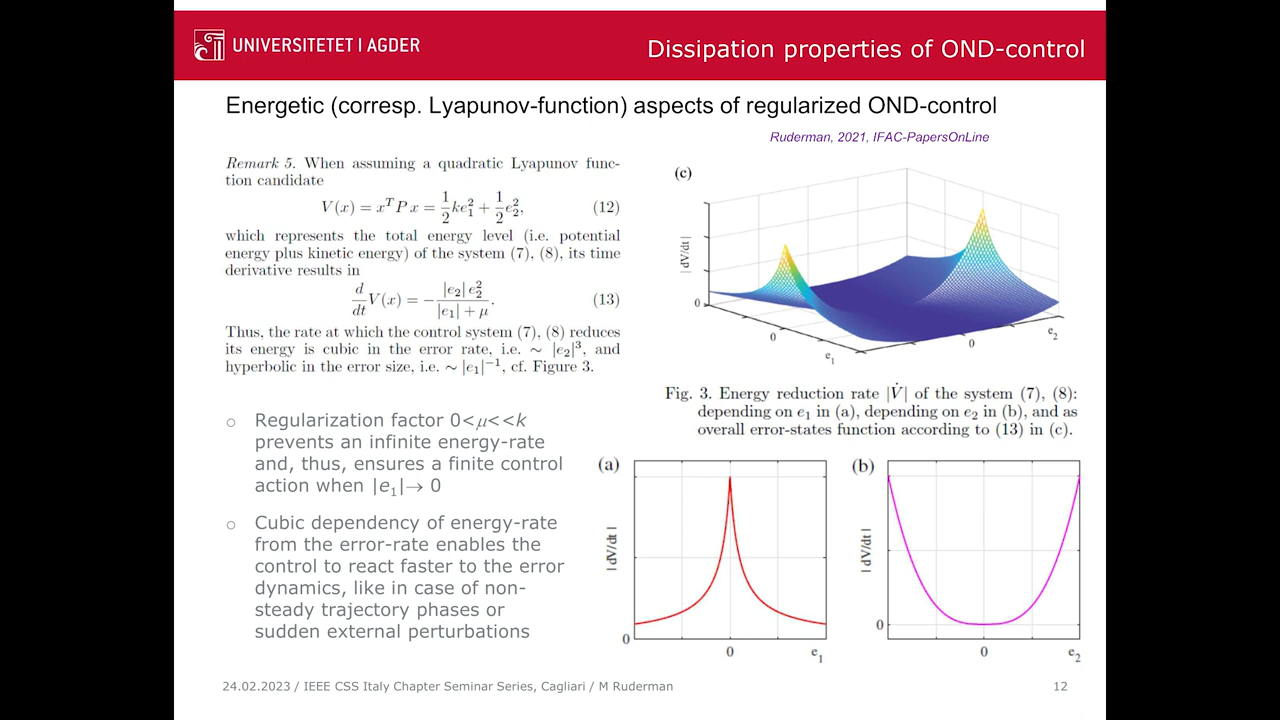 UNIVERSITETET I AGDER
Dissipation properties of OND-control
Energetic (corresp. Lyapunov-function) aspects of regularized OND-control
Ruderman, 2021, IFAC-PapersOnLine
Remark 5. When assuming a quadratic Lyapunov func-
tion candidate
V(x) = x^T P x = \frac{1}{2} k e_1^2 + \frac{1}{2} e_2^2, (12)
which represents the total energy level (i.e. potential
energy plus kinetic energy) of the system (7), (8), its time
derivative results in
\frac{d}{dt} V(x) = -\frac{|e_2| e_2^2}{|e_1| + μ}. (13)
Thus, the rate at which the control system (7), (8) reduces
its energy is cubic in the error rate, i.e. ∼ |e_2|^3, and
hyperbolic in the error size, i.e. ∼ |e_1|^{-1}, cf. Figure 3.
○ Regularization factor 0<μ<<k
prevents an infinite energy-rate
and, thus, ensures a finite control
action when |e_1|→ 0
○ Cubic dependency of energy-rate
from the error-rate enables the
control to react faster to the error
dynamics, like in case of non-
steady trajectory phases or
sudden external perturbations
(c)
| dV/dt |
0
0
e_1
0
e_2
Fig. 3. Energy reduction rate |V̇| of the system (7), (8):
depending on e_1 in (a), depending on e_2 in (b), and as
overall error-states function according to (13) in (c).
(a)
| dV/dt |
0
0
e_1
(b)
| dV/dt |
0
0
e_2
24.02.2023 / IEEE CSS Italy Chapter Seminar Series, Cagliari / M Ruderman
12